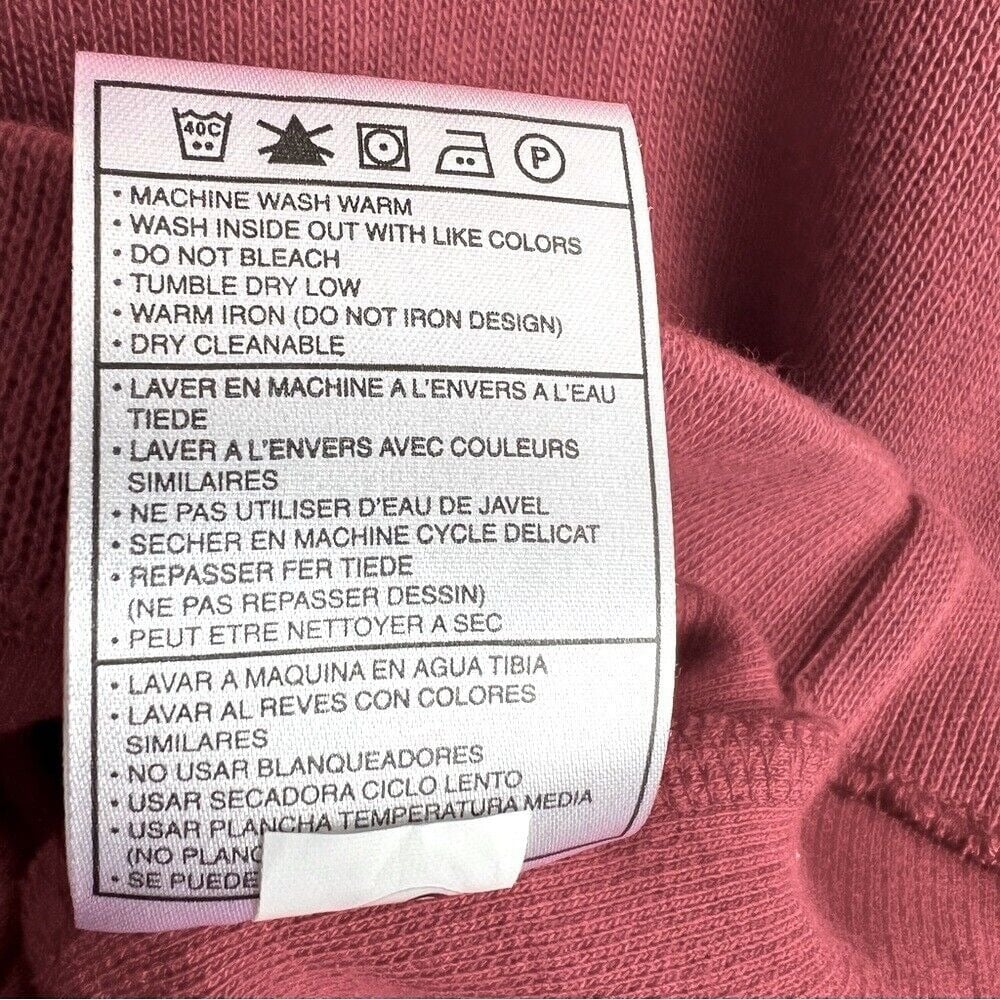 40C
P
• MACHINE WASH WARM
• WASH INSIDE OUT WITH LIKE COLORS
• DO NOT BLEACH
• TUMBLE DRY LOW
• WARM IRON (DO NOT IRON DESIGN)
• DRY CLEANABLE
• LAVER EN MACHINE A L'ENVERS A L'EAU
TIEDE
• LAVER A L'ENVERS AVEC COULEURS
SIMILAIRES
• NE PAS UTILISER D'EAU DE JAVEL
• SECHER EN MACHINE CYCLE DELICAT
• REPASSER FER TIEDE
(NE PAS REPASSER DESSIN)
• PEUT ETRE NETTOYER A SEC
• LAVAR A MAQUINA EN AGUA TIBIA
• LAVAR AL REVES CON COLORES
SIMILARES
• NO USAR BLANQUEADORES
• USAR SECADORA CICLO LENTO
• USAR PLANCHA TEMPERATURA MEDIA
(NO
• SE PUEDE